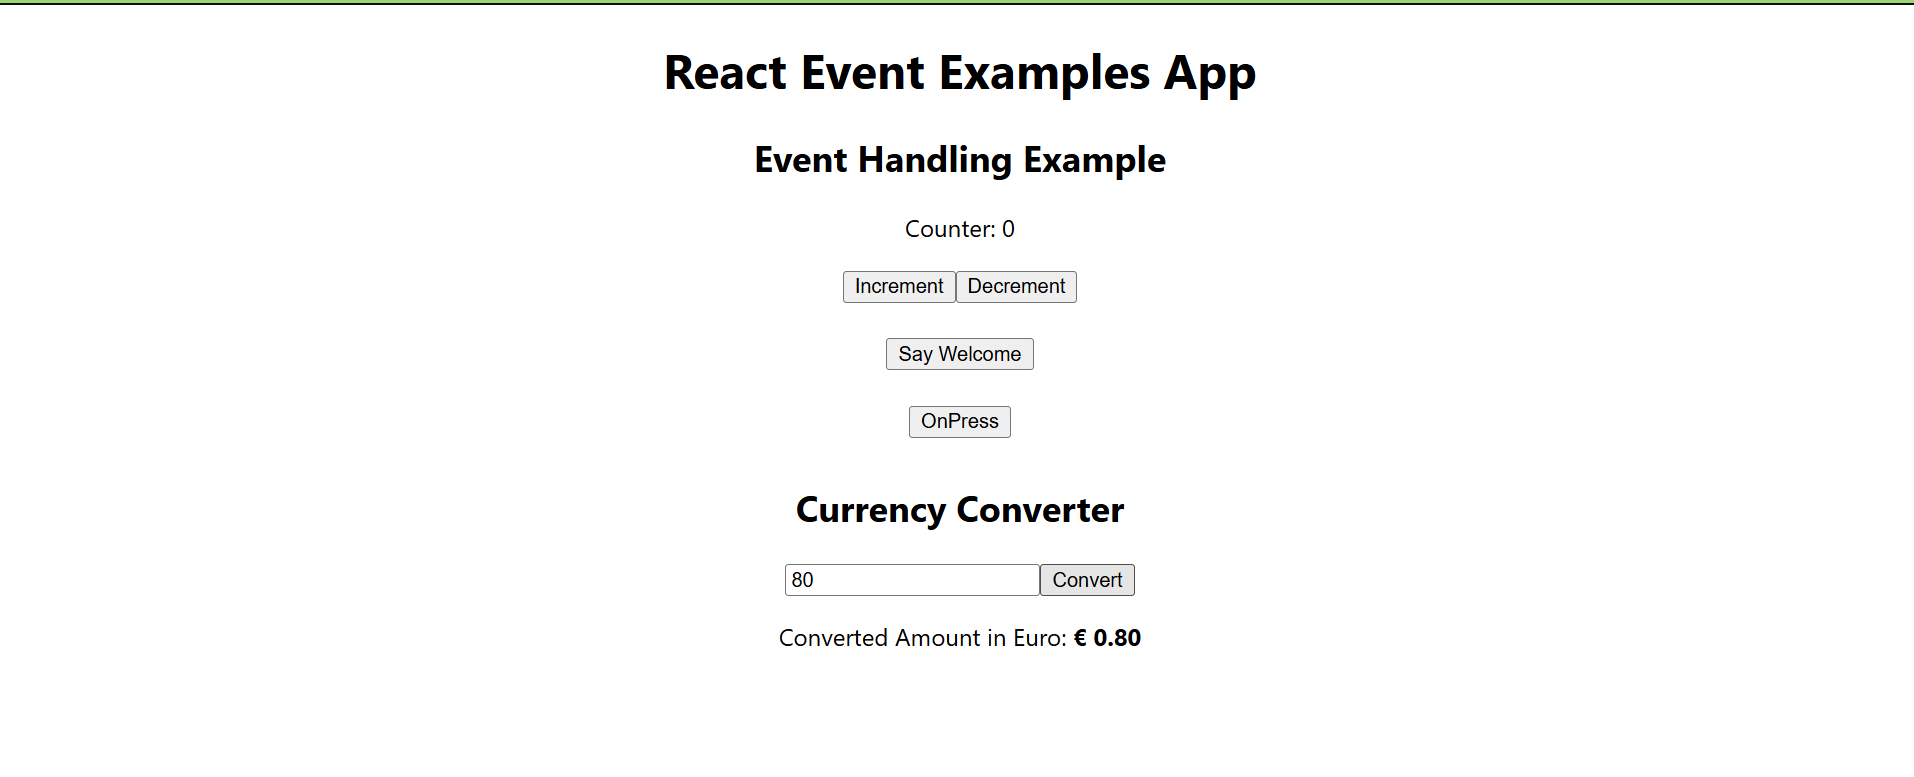 React Event Examples App
Event Handling Example
Counter: 0
Increment Decrement
Say Welcome
OnPress
Currency Converter
80 Convert
Converted Amount in Euro: € 0.80